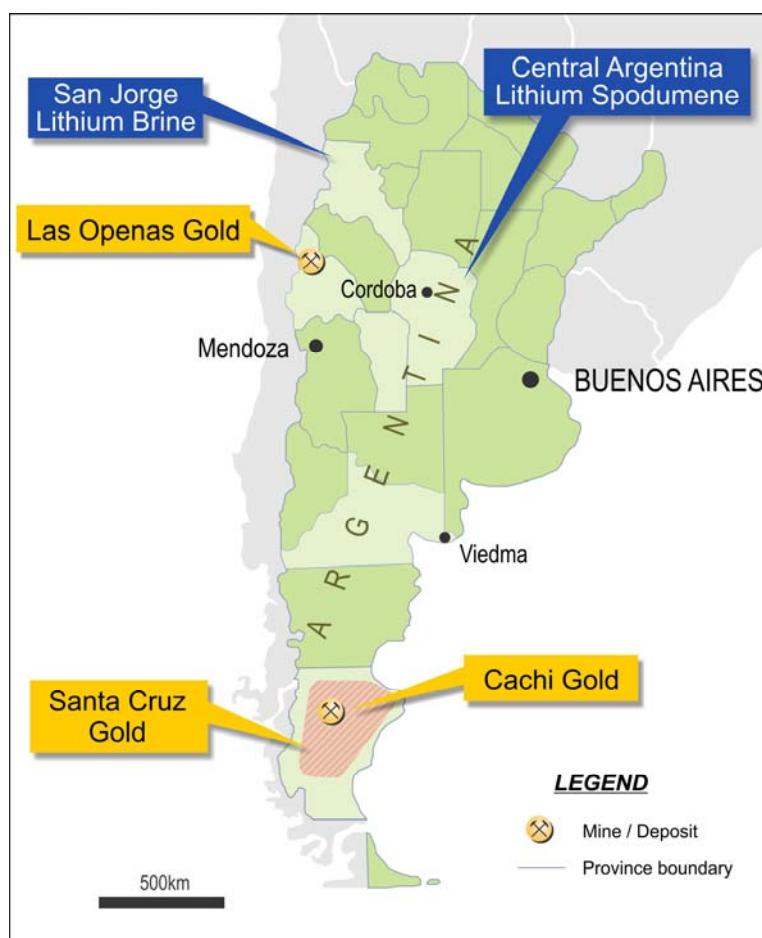 San Jorge
Lithium Brine
Central Argentina
Lithium Spodumene
Las Openas Gold
Cordoba
Mendoza
BUENOS AIRES
ARGENTINA
Viedma
Cachi Gold
Santa Cruz
Gold
LEGEND
Mine / Deposit
Province boundary
500km